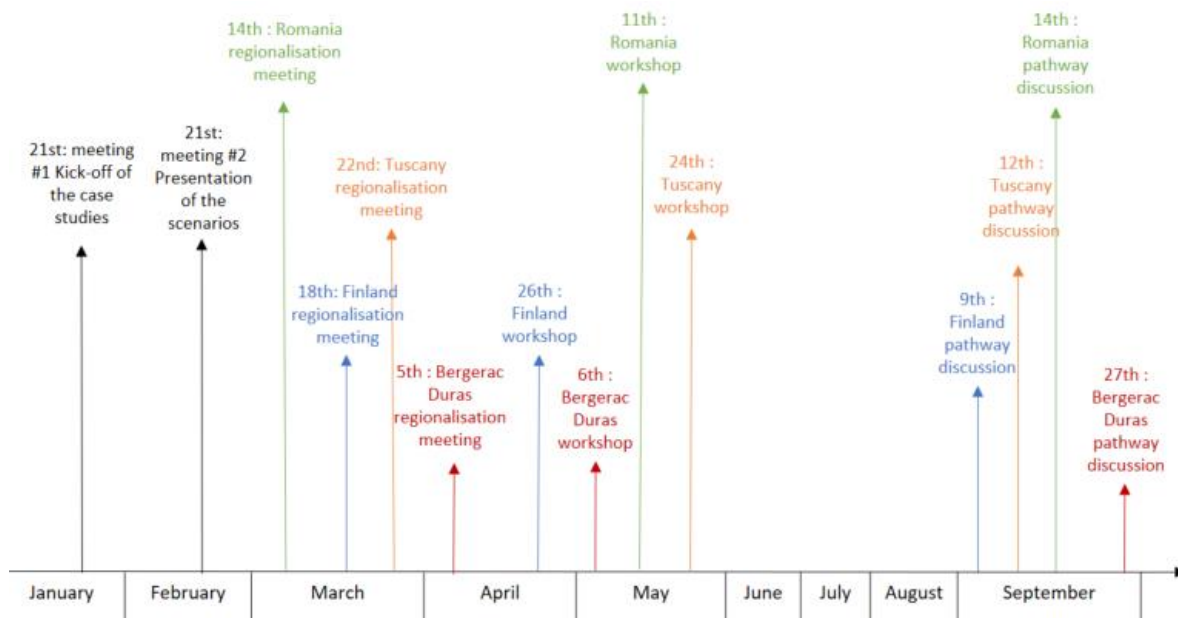 21st: meeting
#1 Kick-off of
the case
studies
21st:
meeting #2
Presentation
of the
scenarios
14th : Romania
regionalisation
meeting
18th: Finland
regionalisation
meeting
22nd: Tuscany
regionalisation
meeting
5th : Bergerac
Duras
regionalisation
meeting
26th :
Finland
workshop
6th :
Bergerac
Duras
workshop
11th :
Romania
workshop
24th :
Tuscany
workshop
9th :
Finland
pathway
discussion
12th :
Tuscany
pathway
discussion
14th :
Romania
pathway
discussion
27th :
Bergerac
Duras
pathway
discussion
January
February
March
April
May
June
July
August
September